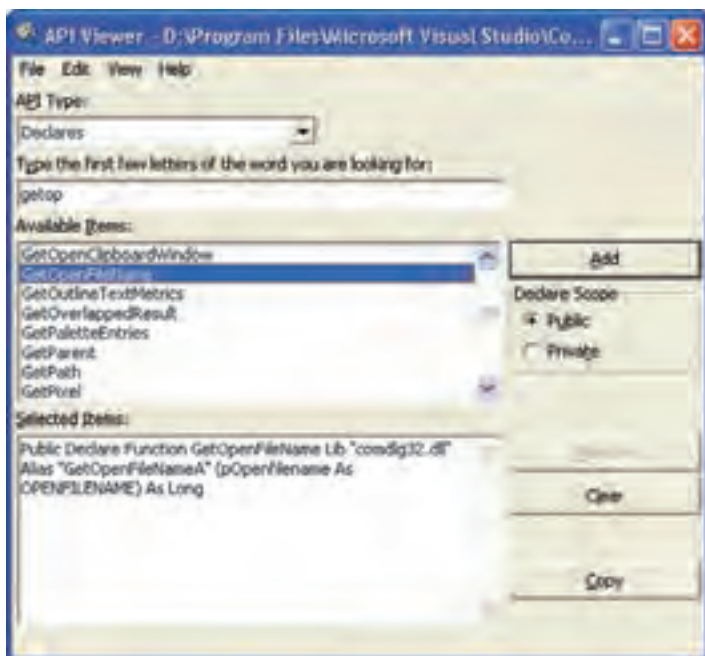 API Viewer - D:\Program Files\Microsoft Visual Studio\Co...
File Edit View Help
API Type:
Declares
Type the first few letters of the word you are looking for:
getop
Available Items:
GetOpenClipboardWindow
GetOpenFileName
GetOutlineTextMetrics
GetOverlappedResult
GetPaletteEntries
GetParent
GetPath
GetPixel
Add
Declare Scope
Public
Private
Selected Items:
Public Declare Function GetOpenFileName Lib "comdlg32.dll"
Alias "GetOpenFileNameA" (pOpenfilename As
OPENFILENAME) As Long
Clear
Copy